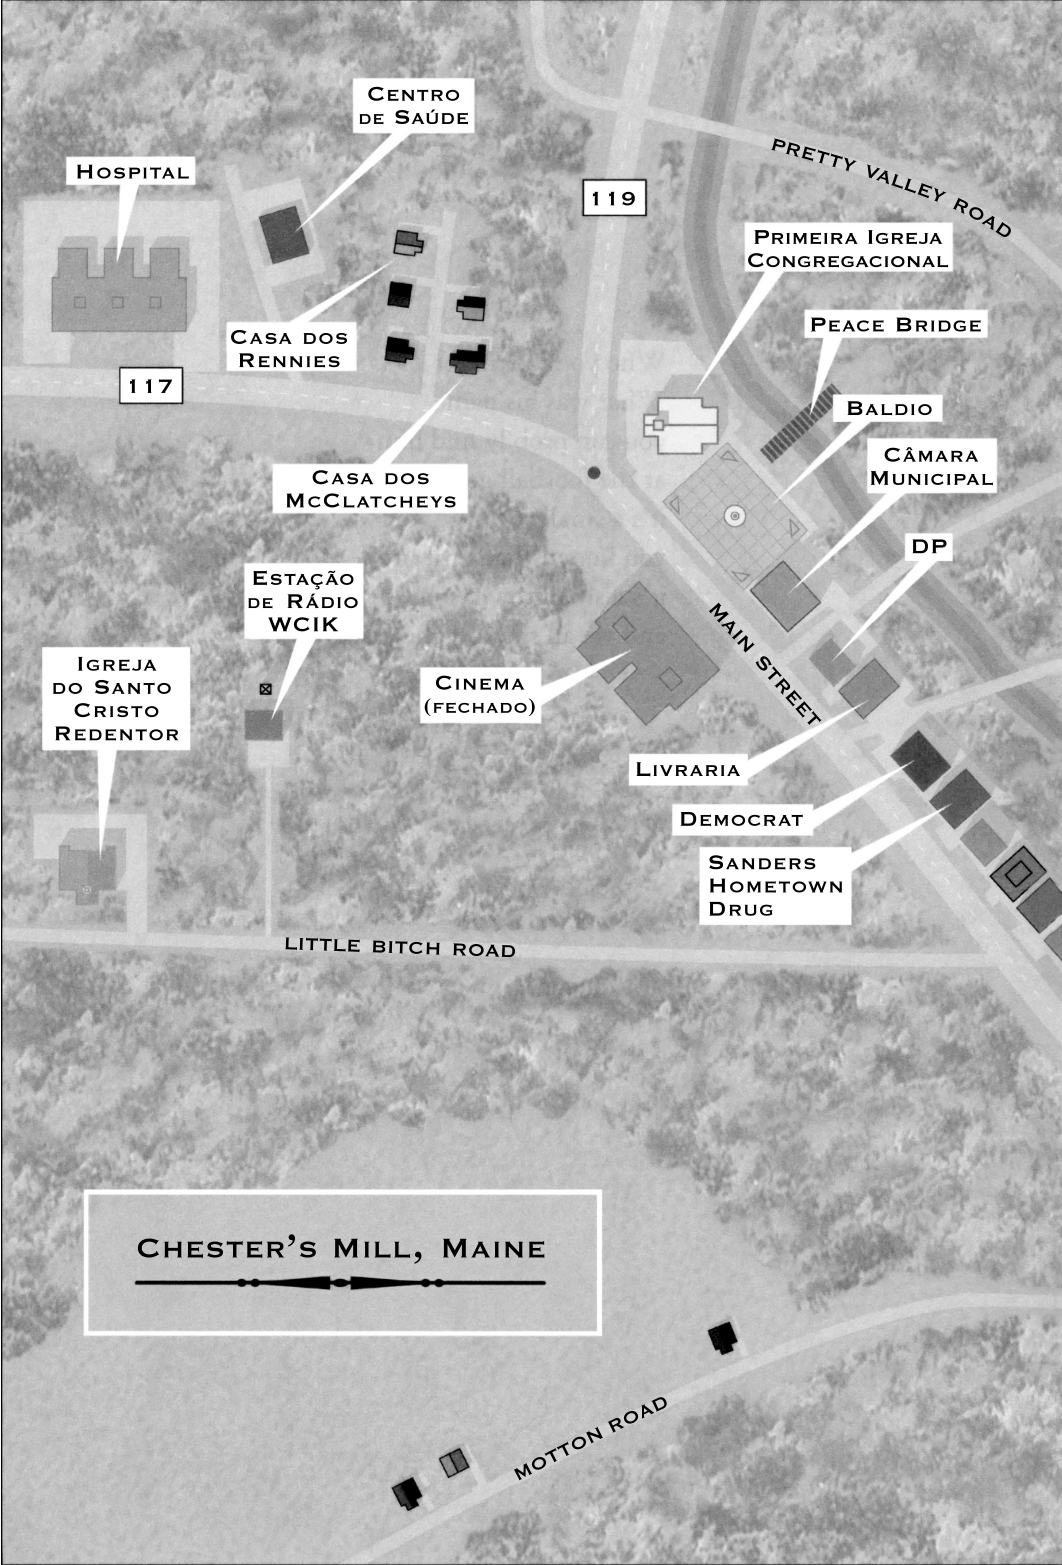 CENTRO
DE SAÚDE
HOSPITAL
119
PRETTY VALLEY ROAD
PRIMEIRA IGREJA
CONGREGACIONAL
PEACE BRIDGE
CASA DOS
RENNIES
117
BALDIO
CÂMARA
MUNICIPAL
CASA DOS
MCCLATCHEYS
DP
ESTAÇÃO
DE RÁDIO
WCIK
MAIN STREET
IGREJA
DO SANTO
CRISTO
REDENTOR
CINEMA
(FECHADO)
LIVRARIA
DEMOCRAT
SANDERS
HOMETOWN
DRUG
LITTLE BITCH ROAD
CHESTER’S MILL, MAINE
MOTTON ROAD